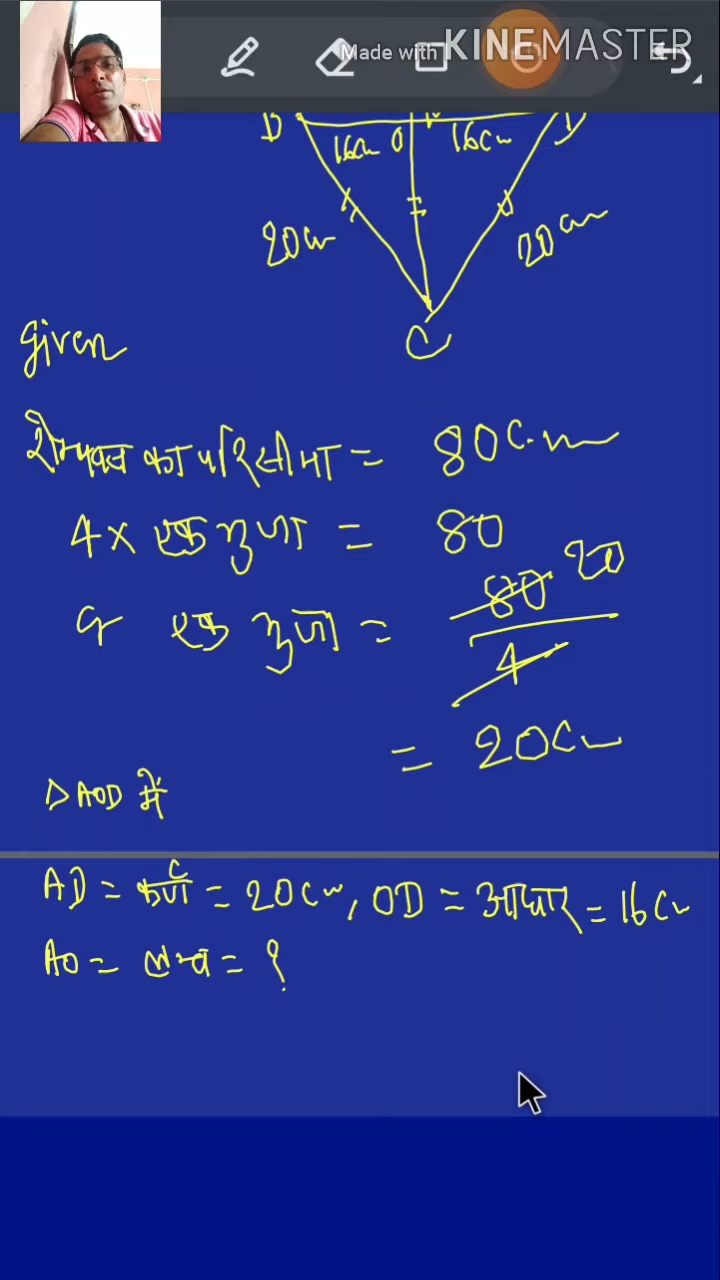 Made with KINEMASTER
D 16cm O 16cm D
20cm 20cm
C
Given
रोम्बस का परिसीमा = 80 C.m
4 × एक भुजा = 80
एक भुजा = 80 20
4
= 20cm
△ AOD में
AD = कर्ण = 20cm, OD = आधार = 16cm
AO = लम्ब = ?